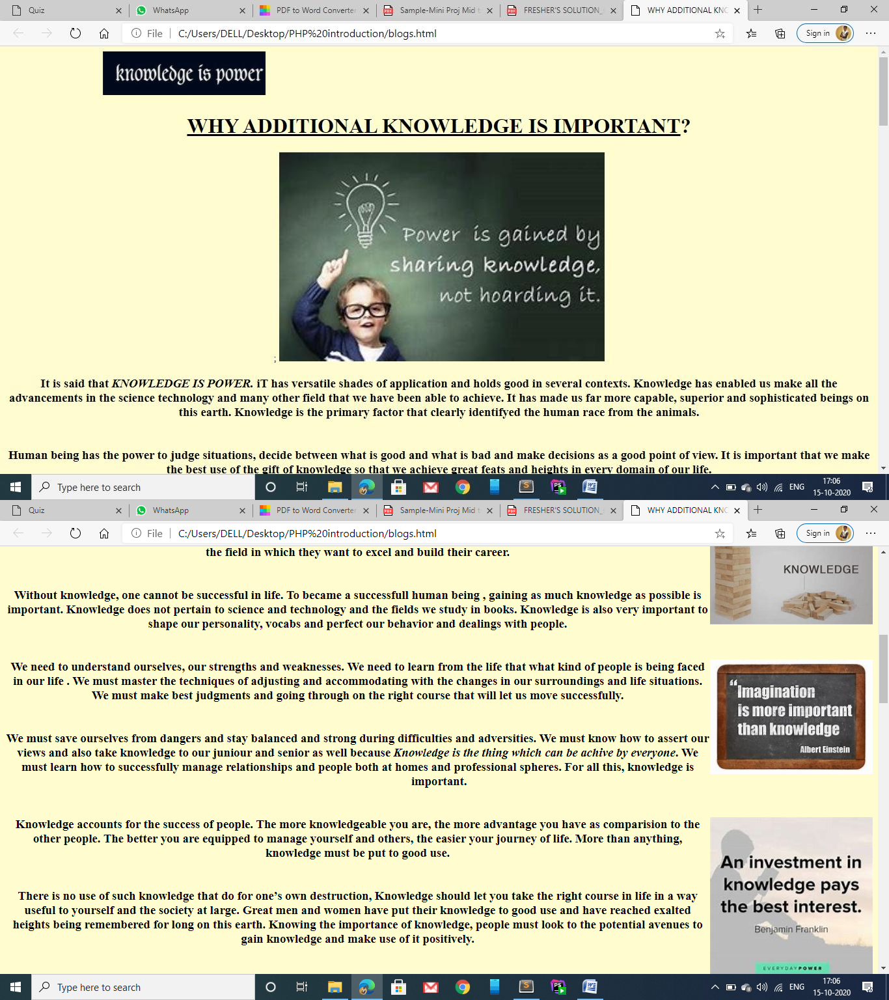 Quiz
WhatsApp
PDF to Word Converter
Sample-Mini Proj Mid t
FRESHER'S SOLUTION_
WHY ADDITIONAL KNC
File
C:/Users/DELL/Desktop/PHP%20introduction/blogs.html
Sign in
knowledge is power
WHY ADDITIONAL KNOWLEDGE IS IMPORTANT?
Power is gained by
sharing knowledge,
not hoarding it.
;
It is said that KNOWLEDGE IS POWER. iT has versatile shades of application and holds good in several contexts. Knowledge has enabled us make all the
advancements in the science technology and many other field that we have been able to achieve. It has made us far more capable, superior and sophisticated beings on
this earth. Knowledge is the primary factor that clearly identifyed the human race from the animals.
Human being has the power to judge situations, decide between what is good and what is bad and make decisions as a good point of view. It is important that we make
the best use of the gift of knowledge so that we achieve great feats and heights in every domain of our life.
Type here to search
ENG
17:06
15-10-2020
Quiz
WhatsApp
PDF to Word Converter
Sample-Mini Proj Mid t
FRESHER'S SOLUTION_
WHY ADDITIONAL KNC
File
C:/Users/DELL/Desktop/PHP%20introduction/blogs.html
Sign in
the field in which they want to excel and build their career.
KNOWLEDGE
Without knowledge, one cannot be successful in life. To became a successfull human being , gaining as much knowledge as possible is
important. Knowledge does not pertain to science and technology and the fields we study in books. Knowledge is also very important to
shape our personality, vocabs and perfect our behavior and dealings with people.
We need to understand ourselves, our strengths and weaknesses. We need to learn from the life that what kind of people is being faced
in our life . We must master the techniques of adjusting and accommodating with the changes in our surroundings and life situations.
We must make best judgments and going through on the right course that will let us move successfully.
“Imagination
is more important
than knowledge
Albert Einstein
We must save ourselves from dangers and stay balanced and strong during difficulties and adversities. We must know how to assert our
views and also take knowledge to our juniour and senior as well because Knowledge is the thing which can be achive by everyone. We
must learn how to successfully manage relationships and people both at homes and professional spheres. For all this, knowledge is
important.
Knowledge accounts for the success of people. The more knowledgeable you are, the more advantage you have as comparision to the
other people. The better you are equipped to manage yourself and others, the easier your journey of life. More than anything,
knowledge must be put to good use.
An investment in
knowledge pays
the best interest.
Benjamin Franklin
EVERYDAYPOWER
There is no use of such knowledge that do for one’s own destruction, Knowledge should let you take the right course in life in a way
useful to yourself and the society at large. Great men and women have put their knowledge to good use and have reached exalted
heights being remembered for long on this earth. Knowing the importance of knowledge, people must look to the potential avenues to
gain knowledge and make use of it positively.
Type here to search
ENG
17:06
15-10-2020